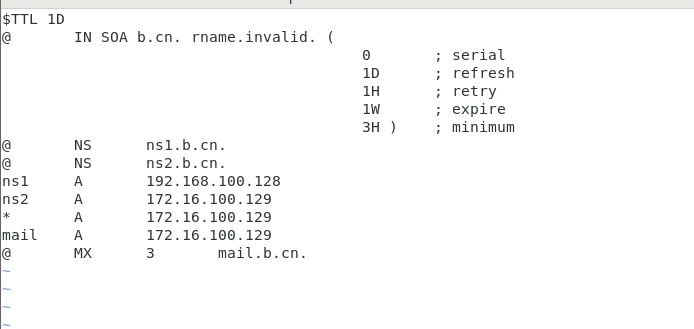 $TTL 1D
@ IN SOA b.cn. rname.invalid. (
0 ; serial
1D ; refresh
1H ; retry
1W ; expire
3H ) ; minimum
@ NS ns1.b.cn.
@ NS ns2.b.cn.
ns1 A 192.168.100.128
ns2 A 172.16.100.129
* A 172.16.100.129
mail A 172.16.100.129
@ MX 3 mail.b.cn.
~
~
~
~